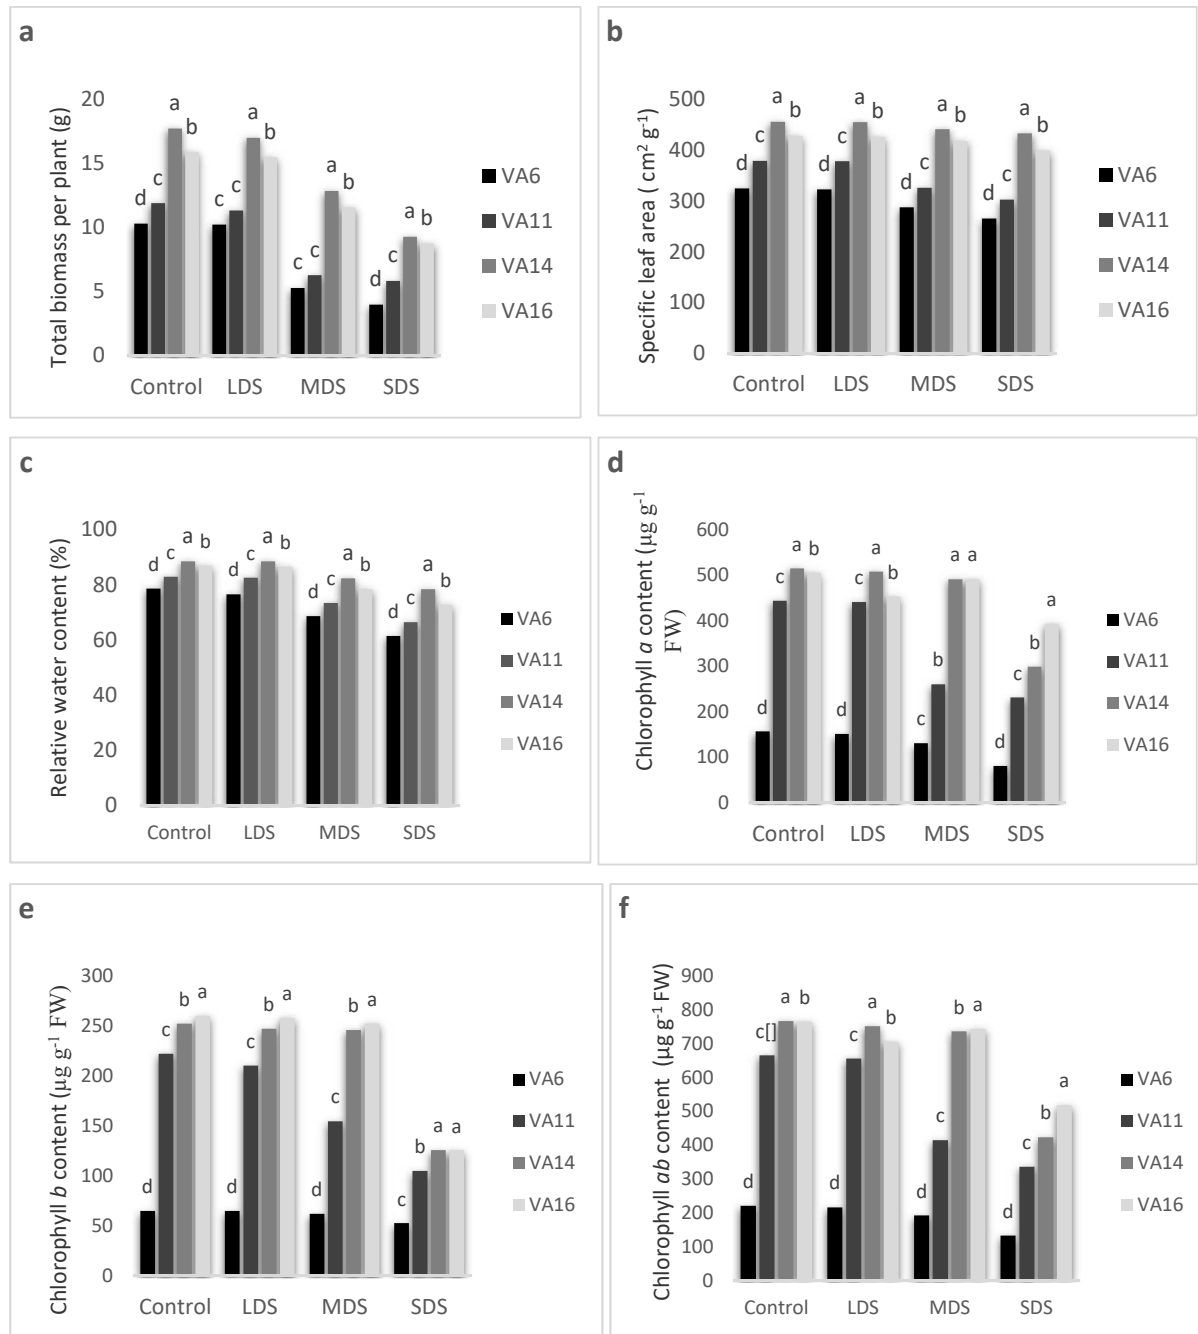 a
Total biomass per plant (g)
20
15
10
5
0
d c a b
c c a b
c c a b
d c a b
Control LDS MDS SDS
VA6
VA11
VA14
VA16
b
Specific leaf area ( cm² g⁻¹)
500
400
300
200
100
0
d c a b
d c a b
d c a b
d c a b
Control LDS MDS SDS
VA6
VA11
VA14
VA16
c
Relative water content (%)
100
80
60
40
20
0
d c a b
d c a b
d c a b
d c a b
Control LDS MDS SDS
VA6
VA11
VA14
VA16
d
Chlorophyll a content (µg g⁻¹
FW)
600
500
400
300
200
100
0
d c a b
d c a b
c b a a
d c b a
Control LDS MDS SDS
VA6
VA11
VA14
VA16
e
Chlorophyll b content (µg g⁻¹ FW)
300
250
200
150
100
50
0
d c b a
d c b a
d c b a
c b a a
Control LDS MDS SDS
VA6
VA11
VA14
VA16
f
Chlorophyll ab content (µg g⁻¹ FW)
900
800
700
600
500
400
300
200
100
0
d c[] a b
d c a b
d c b a
d c b a
Control LDS MDS SDS
VA6
VA11
VA14
VA16